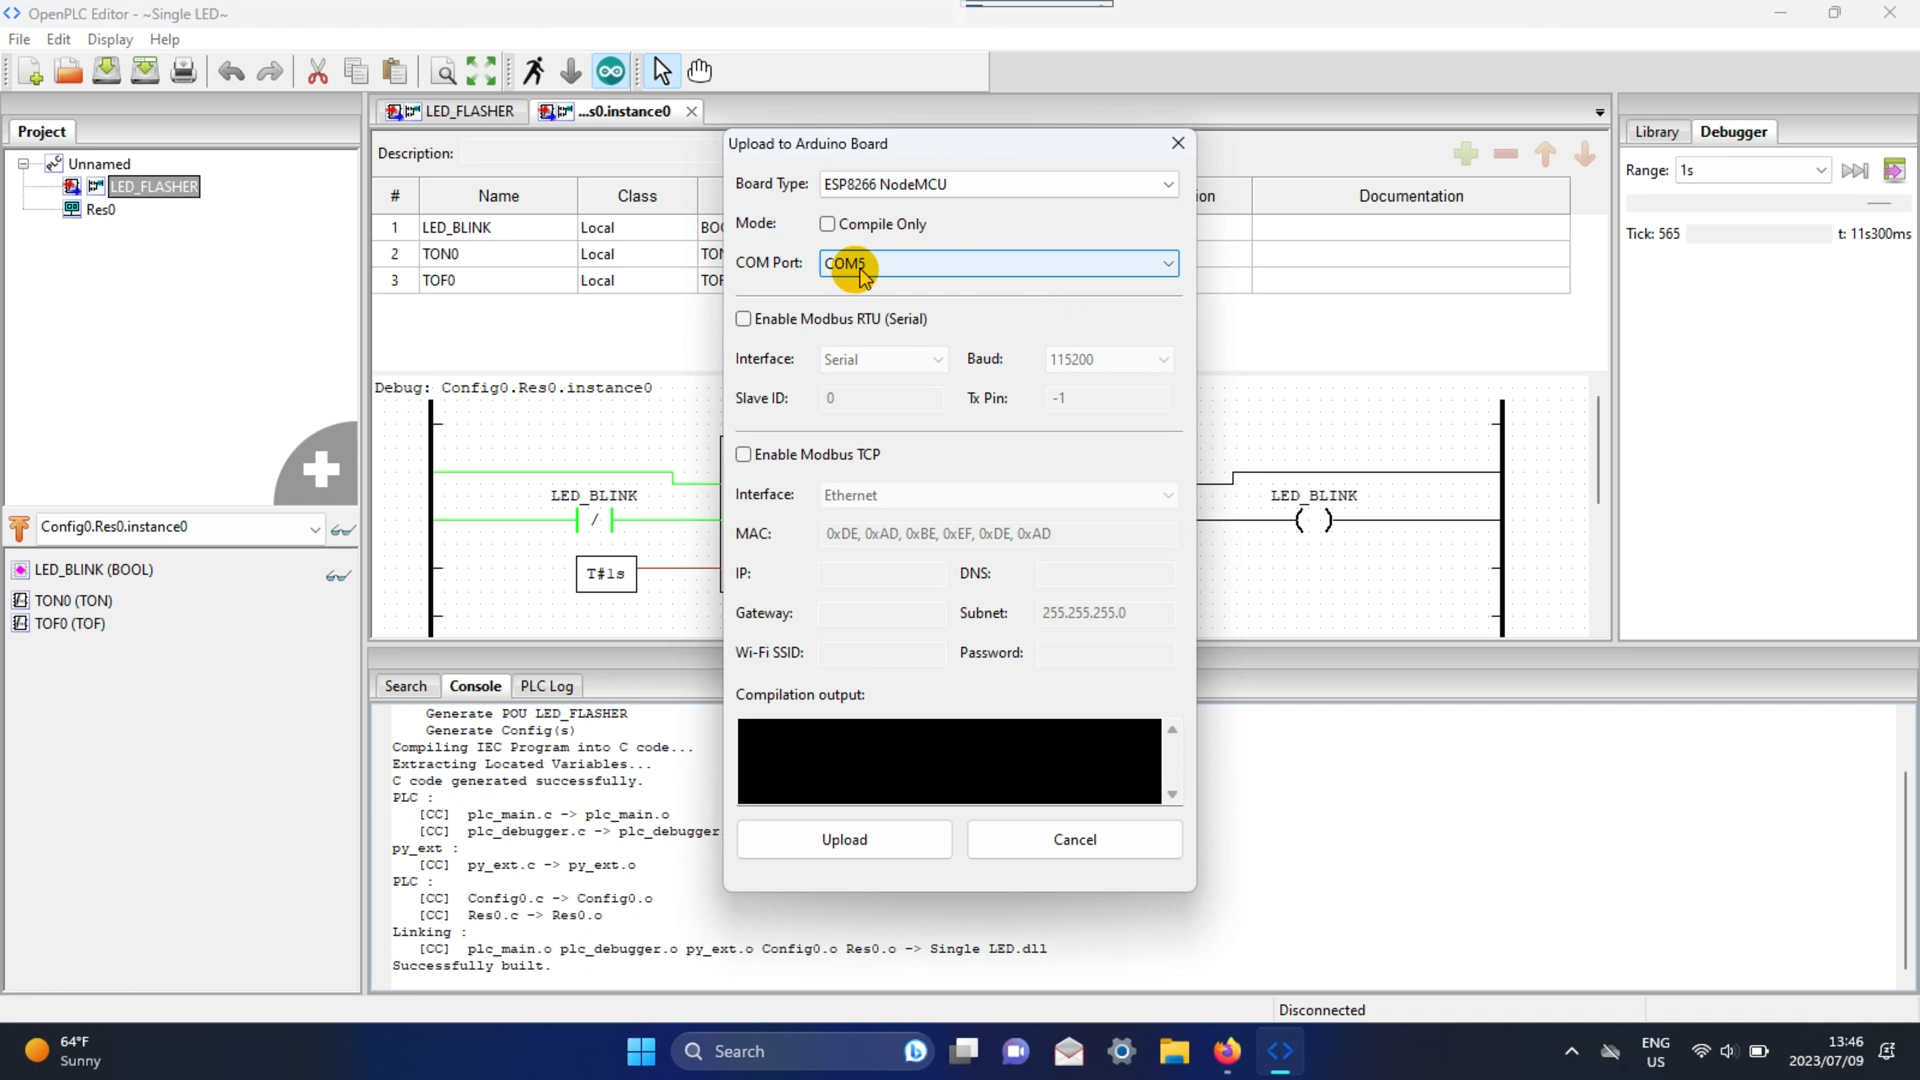 OpenPLC Editor - ~Single LED~
File Edit Display Help
Project
Unnamed
LED_FLASHER
Res0
Config0.Res0.instance0
LED_BLINK (BOOL)
TON0 (TON)
TOF0 (TOF)
LED_FLASHER ...s0.instance0
Description:
# Name Class ion Documentation
1 LED_BLINK Local BOO
2 TON0 Local TON
3 TOF0 Local TOF
Debug: Config0.Res0.instance0
LED_BLINK
/
T#1s
LED_BLINK
Upload to Arduino Board
Board Type: ESP8266 NodeMCU
Mode: Compile Only
COM Port: COM5
Enable Modbus RTU (Serial)
Interface: Serial Baud: 115200
Slave ID: 0 Tx Pin: -1
Enable Modbus TCP
Interface: Ethernet
MAC: 0xDE, 0xAD, 0xBE, 0xEF, 0xDE, 0xAD
IP: DNS:
Gateway: Subnet: 255.255.255.0
Wi-Fi SSID: Password:
Compilation output:
Upload Cancel
Library Debugger
Range: 1s
Tick: 565 t: 11s300ms
Search Console PLC Log
Generate POU LED_FLASHER
Generate Config(s)
Compiling IEC Program into C code...
Extracting Located Variables...
C code generated successfully.
PLC :
[CC] plc_main.c -> plc_main.o
[CC] plc_debugger.c -> plc_debugger
py_ext :
[CC] py_ext.c -> py_ext.o
PLC :
[CC] Config0.c -> Config0.o
[CC] Res0.c -> Res0.o
Linking :
[CC] plc_main.o plc_debugger.o py_ext.o Config0.o Res0.o -> Single LED.dll
Successfully built.
Disconnected
64°F
Sunny
Search
ENG
US
13:46
2023/07/09